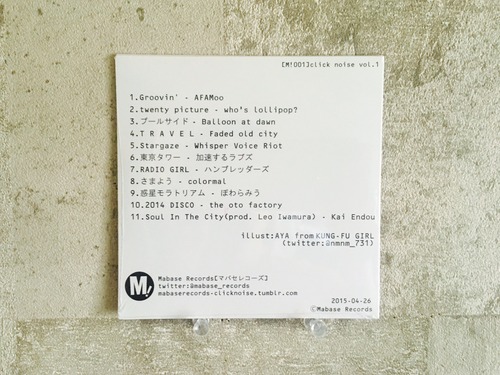 [M!001]click noise vol.1
1.Groovin' - AFAMoo
2.twenty picture - who's lollipop?
3.プールサイド - Balloon at dawn
4.T R A V E L - Faded old city
5.Stargaze - Whisper Voice Riot
6.東京タワー - 加速するラブズ
7.RADIO GIRL - ハンブレッダーズ
8.さまよう - colormal
9.惑星モラトリアム - ぽわらみう
10.2014 DISCO - the oto factory
11.Soul In The City(prod. Leo Iwamura) - Kai Endou
illust:AYA from KUNG-FU GIRL
(twitter:@nmnm_731)
M!
Mabase Records[マバセレコーズ]
twitter:@mabase_records
mabaserecords-clicknoise.tumblr.com
2015-04-26
©Mabase Records